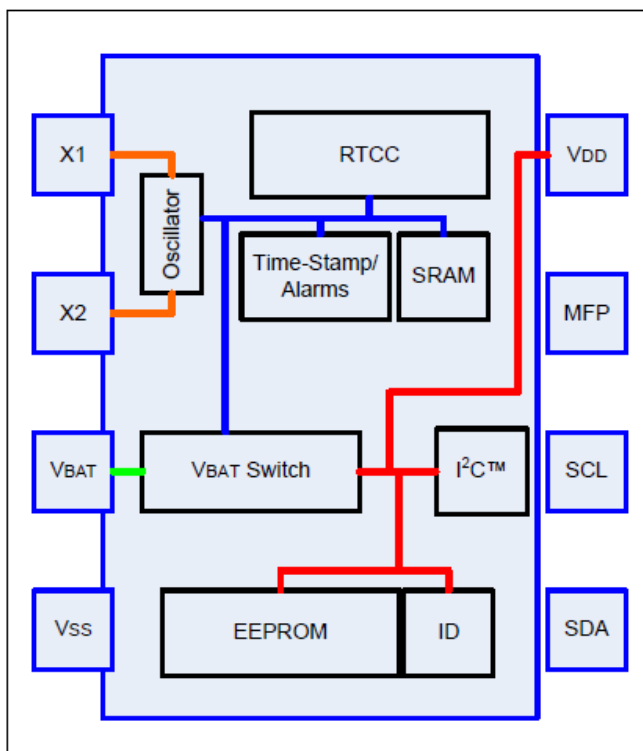 X1
RTCC
VDD
Oscillator
Time-Stamp/
Alarms
SRAM
X2
MFP
VBAT
VBAT Switch
I²C™
SCL
VSS
EEPROM
ID
SDA